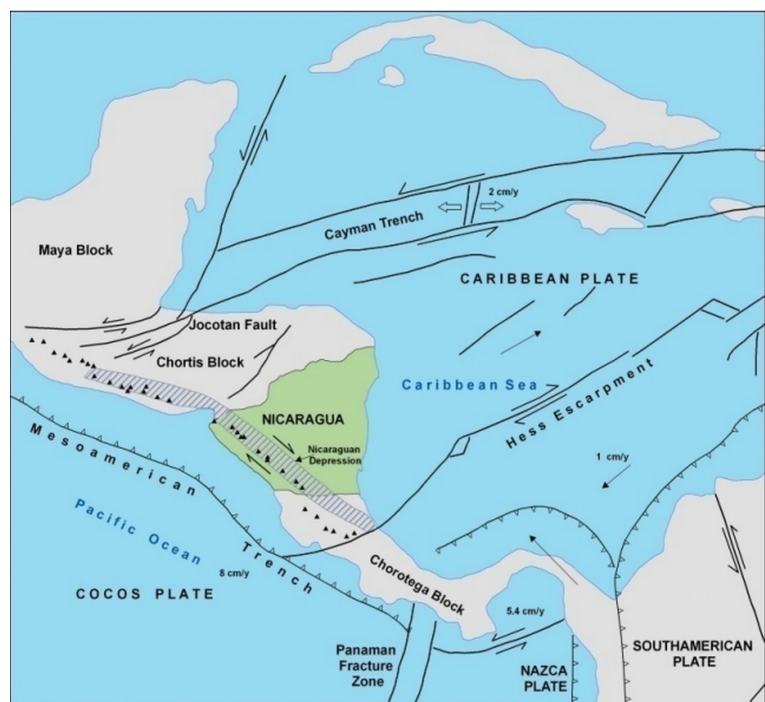 2 cm/y
Cayman Trench
Maya Block
CARIBBEAN PLATE
Jocotan Fault
Chortis Block
Caribbean Sea
Hess Escarpment
NICARAGUA
Nicaraguan
Depression
Mesoamerican
Trench
1 cm/y
Pacific Ocean
8 cm/y
COCOS PLATE
Chorotega Block
5.4 cm/y
Panaman
Fracture
Zone
NAZCA
PLATE
SOUTHAMERICAN
PLATE